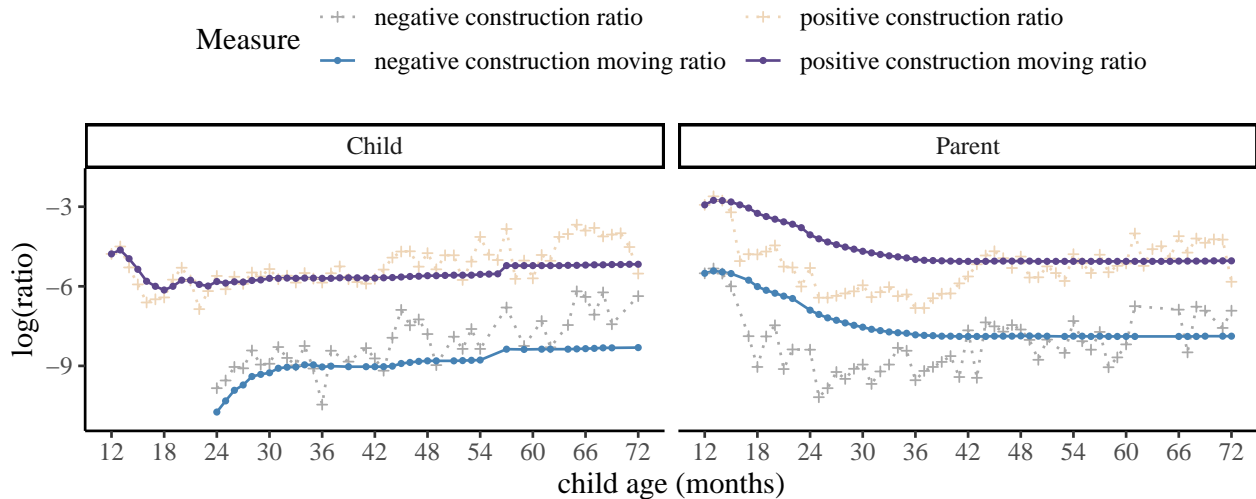 Measure
negative construction ratio
positive construction ratio
negative construction moving ratio
positive construction moving ratio
Child
Parent
log(ratio)
−3
−6
−9
12 18 24 30 36 42 48 54 60 66 72
12 18 24 30 36 42 48 54 60 66 72
child age (months)